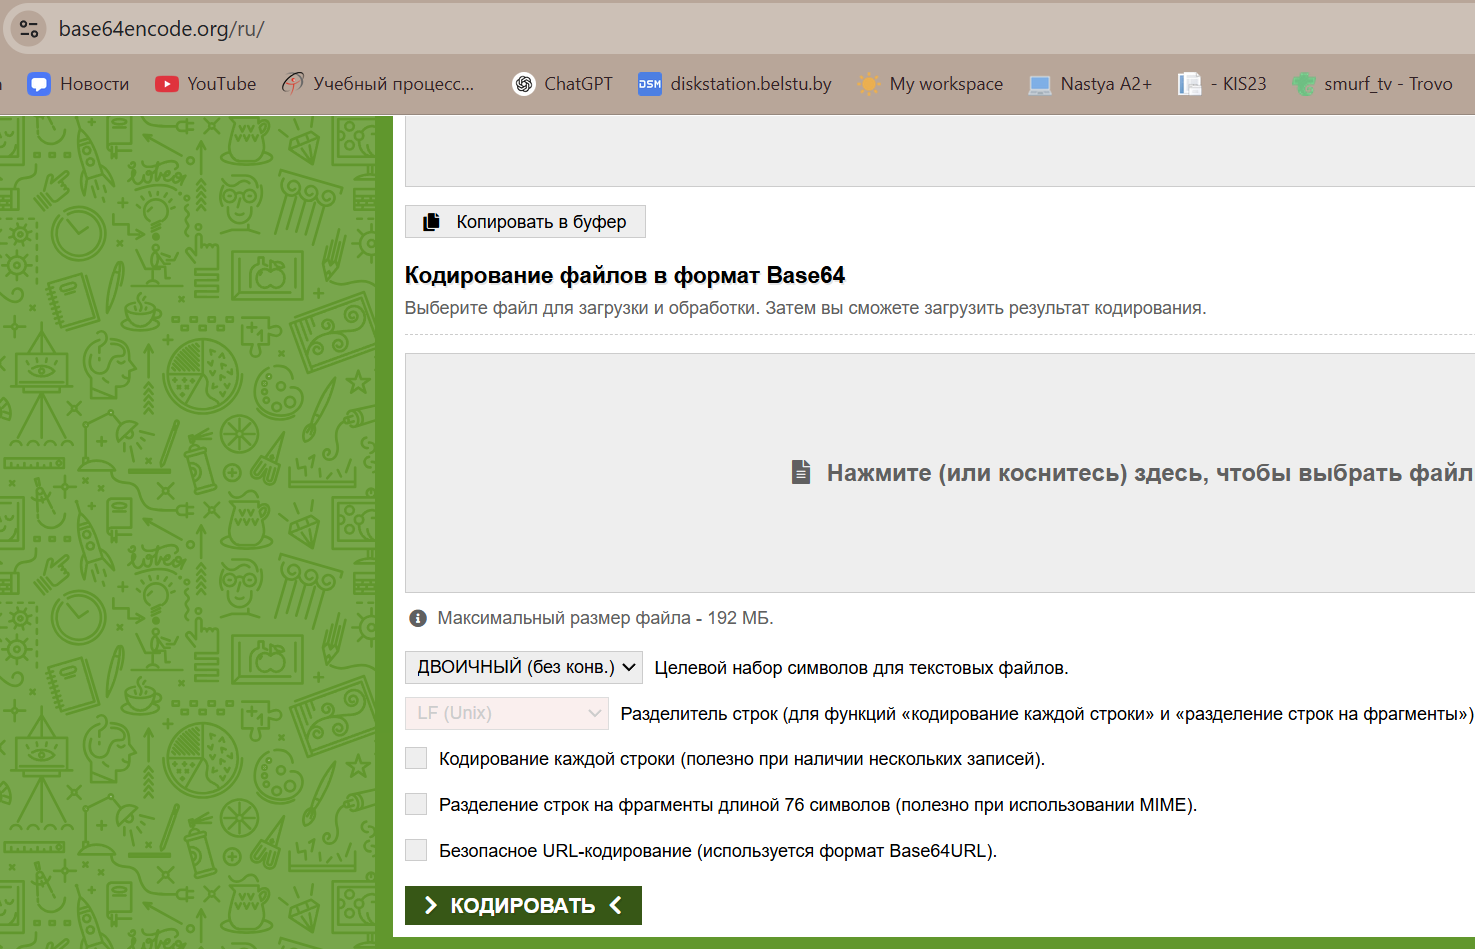 base64encode.org/ru/
Новости YouTube Учебный процесс... ChatGPT DSM diskstation.belstu.by My workspace Nastya A2+ - KIS23 smurf_tv - Trovo
Копировать в буфер
Кодирование файлов в формат Base64
Выберите файл для загрузки и обработки. Затем вы сможете загрузить результат кодирования.
Нажмите (или коснитесь) здесь, чтобы выбрать файл
Максимальный размер файла - 192 МБ.
ДВОИЧНЫЙ (без конв.) Целевой набор символов для текстовых файлов.
LF (Unix) Разделитель строк (для функций «кодирование каждой строки» и «разделение строк на фрагменты»)
Кодирование каждой строки (полезно при наличии нескольких записей).
Разделение строк на фрагменты длиной 76 символов (полезно при использовании MIME).
Безопасное URL-кодирование (используется формат Base64URL).
КОДИРОВАТЬ